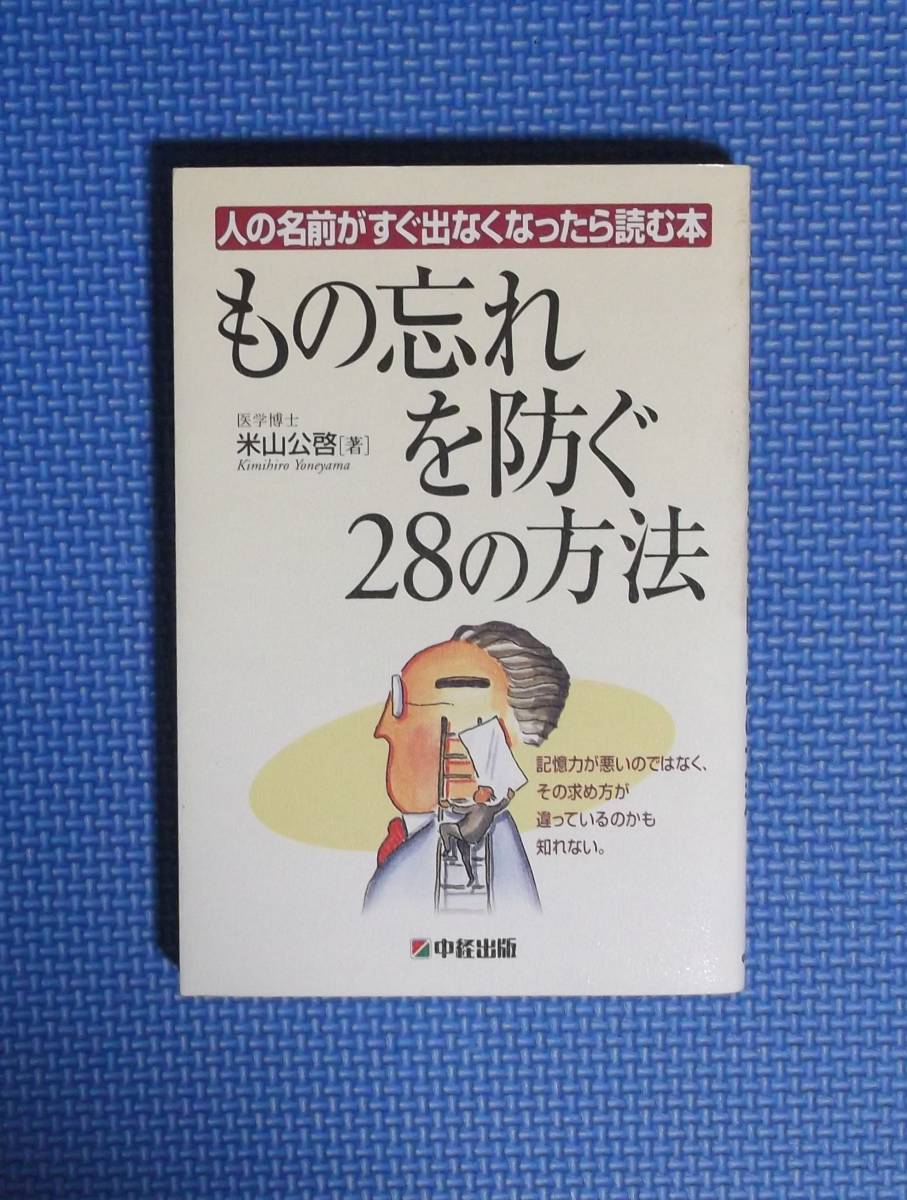 人の名前がすぐ出なくなったら読む本
もの忘れ
を防ぐ
28の方法
医学博士
米山公啓[著]
Kimihiro Yoneyama
記憶力が悪いのではなく、
その求め方が
違っているのかも
知れない。
中経出版